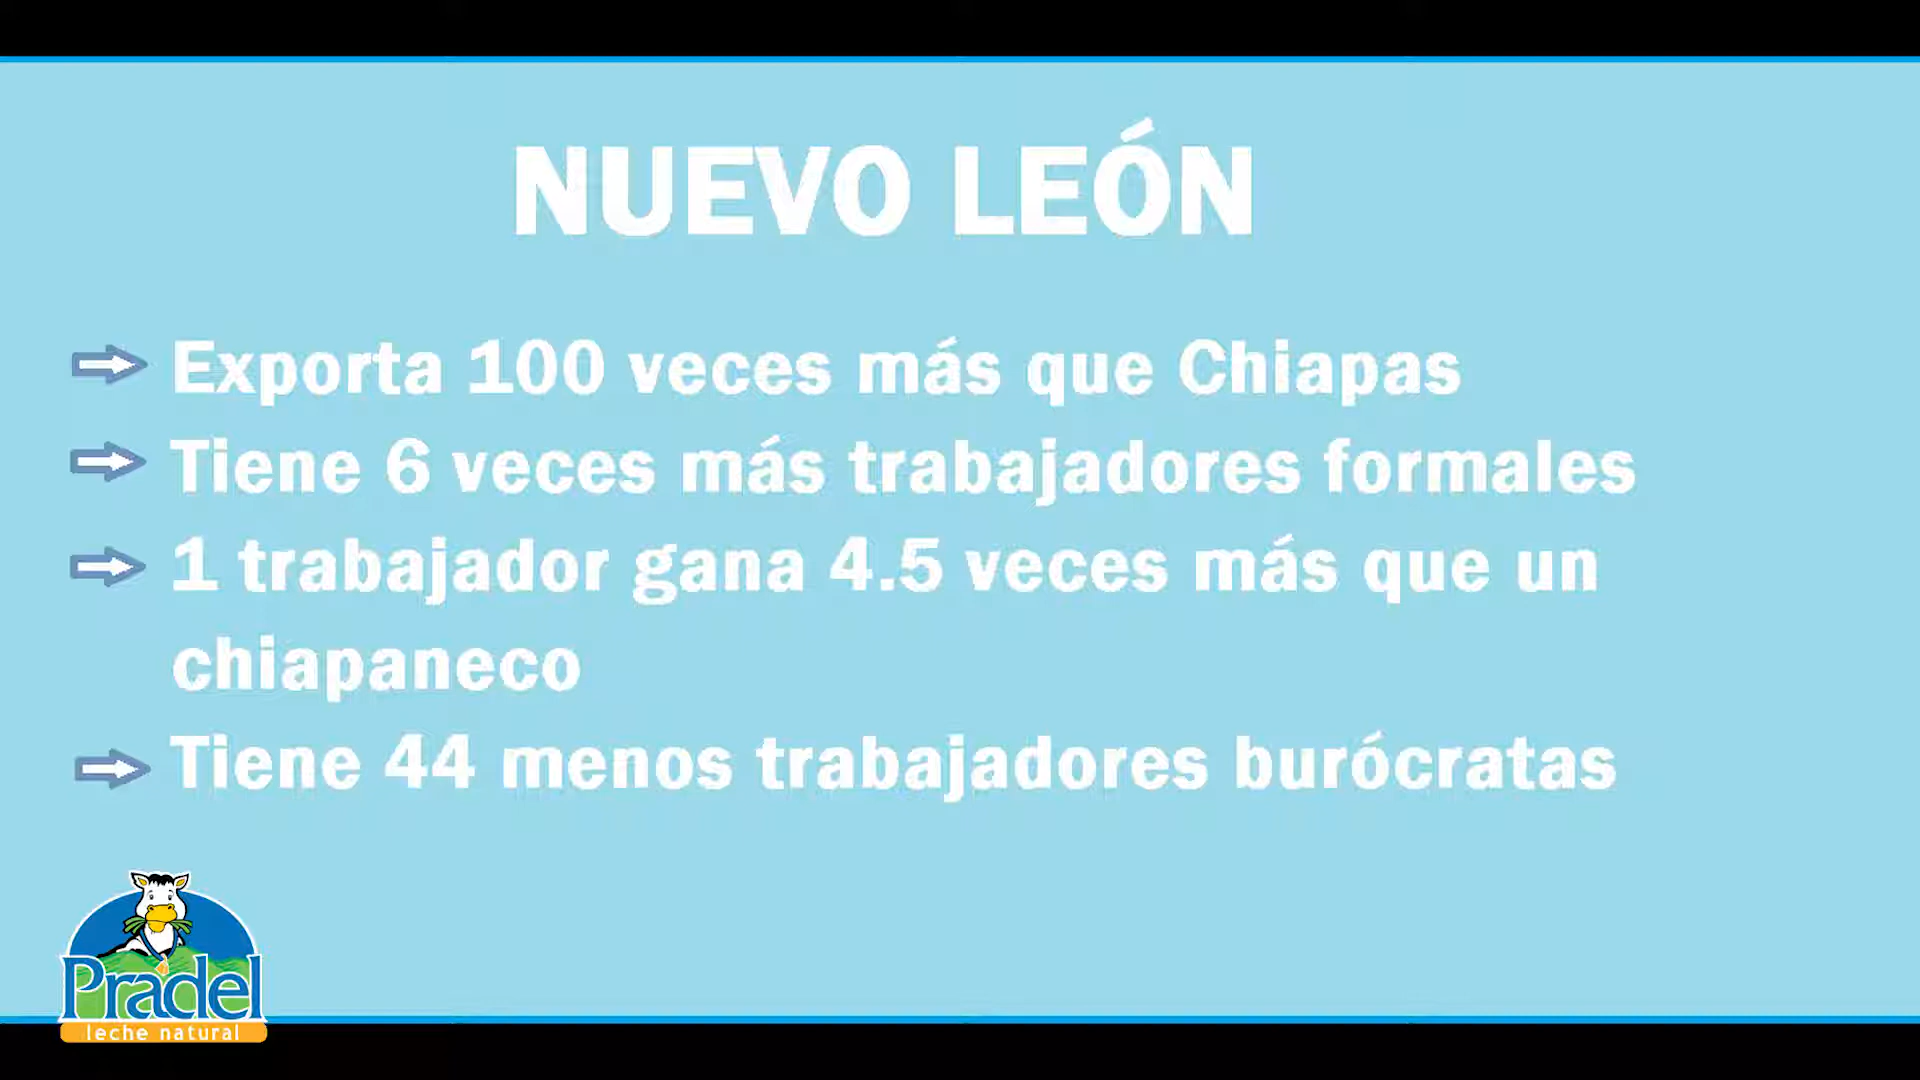 NUEVO LEÓN
Exporta 100 veces más que Chiapas
Tiene 6 veces más trabajadores formales
1 trabajador gana 4.5 veces más que un
chiapaneco
Tiene 44 menos trabajadores burócratas
Pradel
leche natural